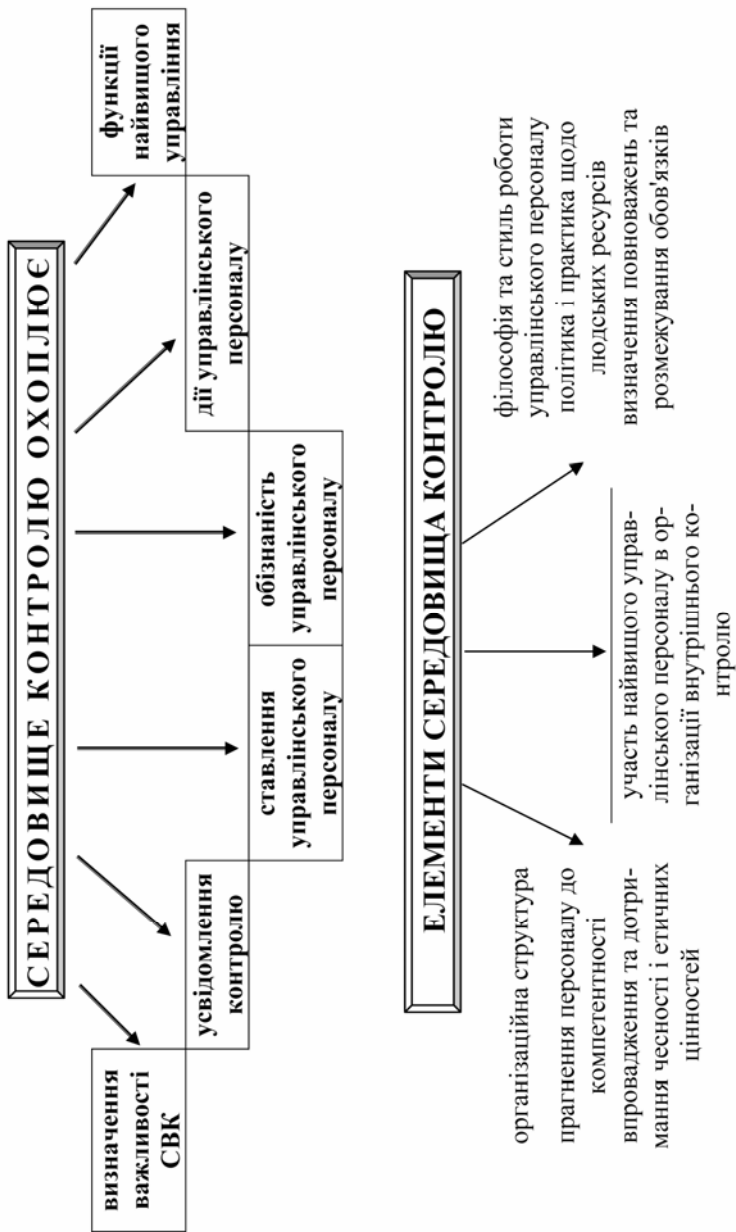 СЕРЕДОВИЩЕ КОНТРОЛЮ ОХОПЛЮЄ
визначення
важливості
СВК
усвідомлення
контролю
ставлення
управлінського
персоналу
обізнаність
управлінського
персоналу
дії управлінського
персоналу
функції
найвищого
управління
ЕЛЕМЕНТИ СЕРЕДОВИЩА КОНТРОЛЮ
організаційна структура
прагнення персоналу до
компетентності
впровадження та дотри-
мання чесності і етичних
цінностей
участь найвищого управ-
лінського персоналу в ор-
ганізації внутрішнього ко-
нтролю
філософія та стиль роботи
управлінського персоналу
політика і практика щодо
людських ресурсів
визначення повноважень та
розмежування обов'язків